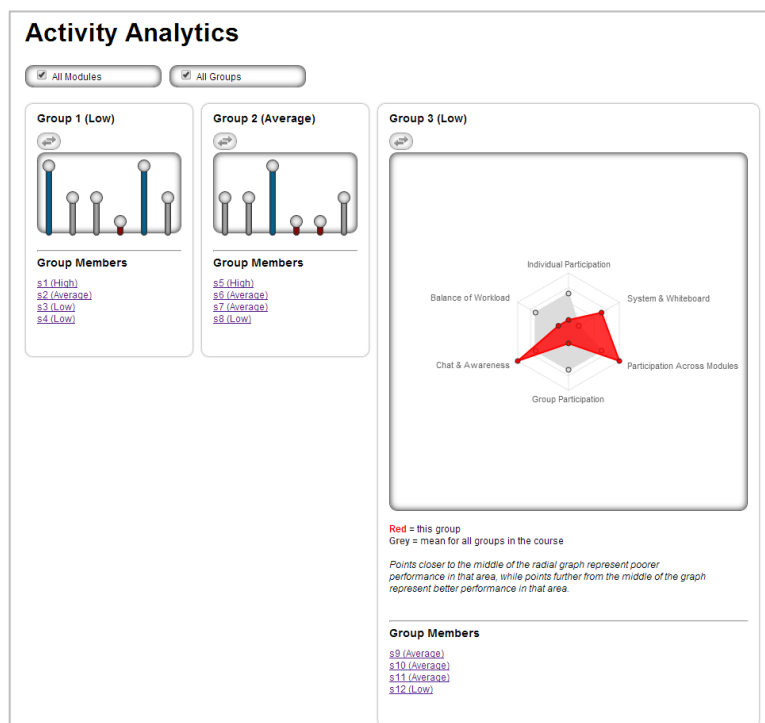 Activity Analytics
All Modules
All Groups
Group 1 (Low)
Group Members
s1 (High)
s2 (Average)
s3 (Low)
s4 (Low)
Group 2 (Average)
Group Members
s5 (High)
s6 (Average)
s7 (Average)
s8 (Low)
Group 3 (Low)
Individual Participation
Balance of Workload
System & Whiteboard
Chat & Awareness
Participation Across Modules
Group Participation
Red = this group
Grey = mean for all groups in the course
Points closer to the middle of the radial graph represent poorer
performance in that area, while points further from the middle of the graph
represent better performance in that area.
Group Members
s9 (Average)
s10 (Average)
s11 (Average)
s12 (Low)